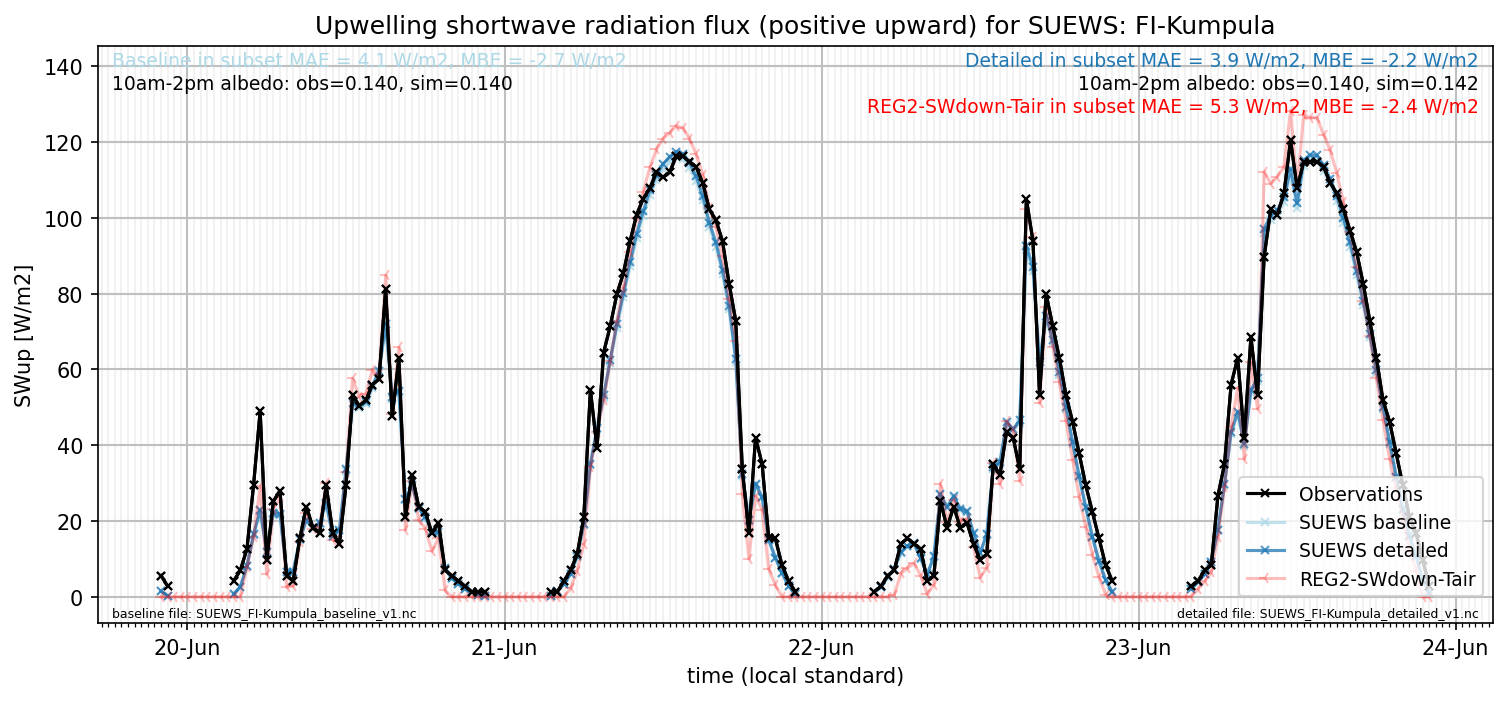 Upwelling shortwave radiation flux (positive upward) for SUEWS: FI-Kumpula
Baseline in subset MAE = 4.1 W/m2, MBE = -2.7 W/m2
10am-2pm albedo: obs=0.140, sim=0.140
Detailed in subset MAE = 3.9 W/m2, MBE = -2.2 W/m2
10am-2pm albedo: obs=0.140, sim=0.142
REG2-SWdown-Tair in subset MAE = 5.3 W/m2, MBE = -2.4 W/m2
SWup [W/m2]
140
120
100
80
60
40
20
0
Observations
SUEWS baseline
SUEWS detailed
REG2-SWdown-Tair
baseline file: SUEWS_FI-Kumpula_baseline_v1.nc
detailed file: SUEWS_FI-Kumpula_detailed_v1.nc
20-Jun
21-Jun
22-Jun
23-Jun
24-Jun
time (local standard)